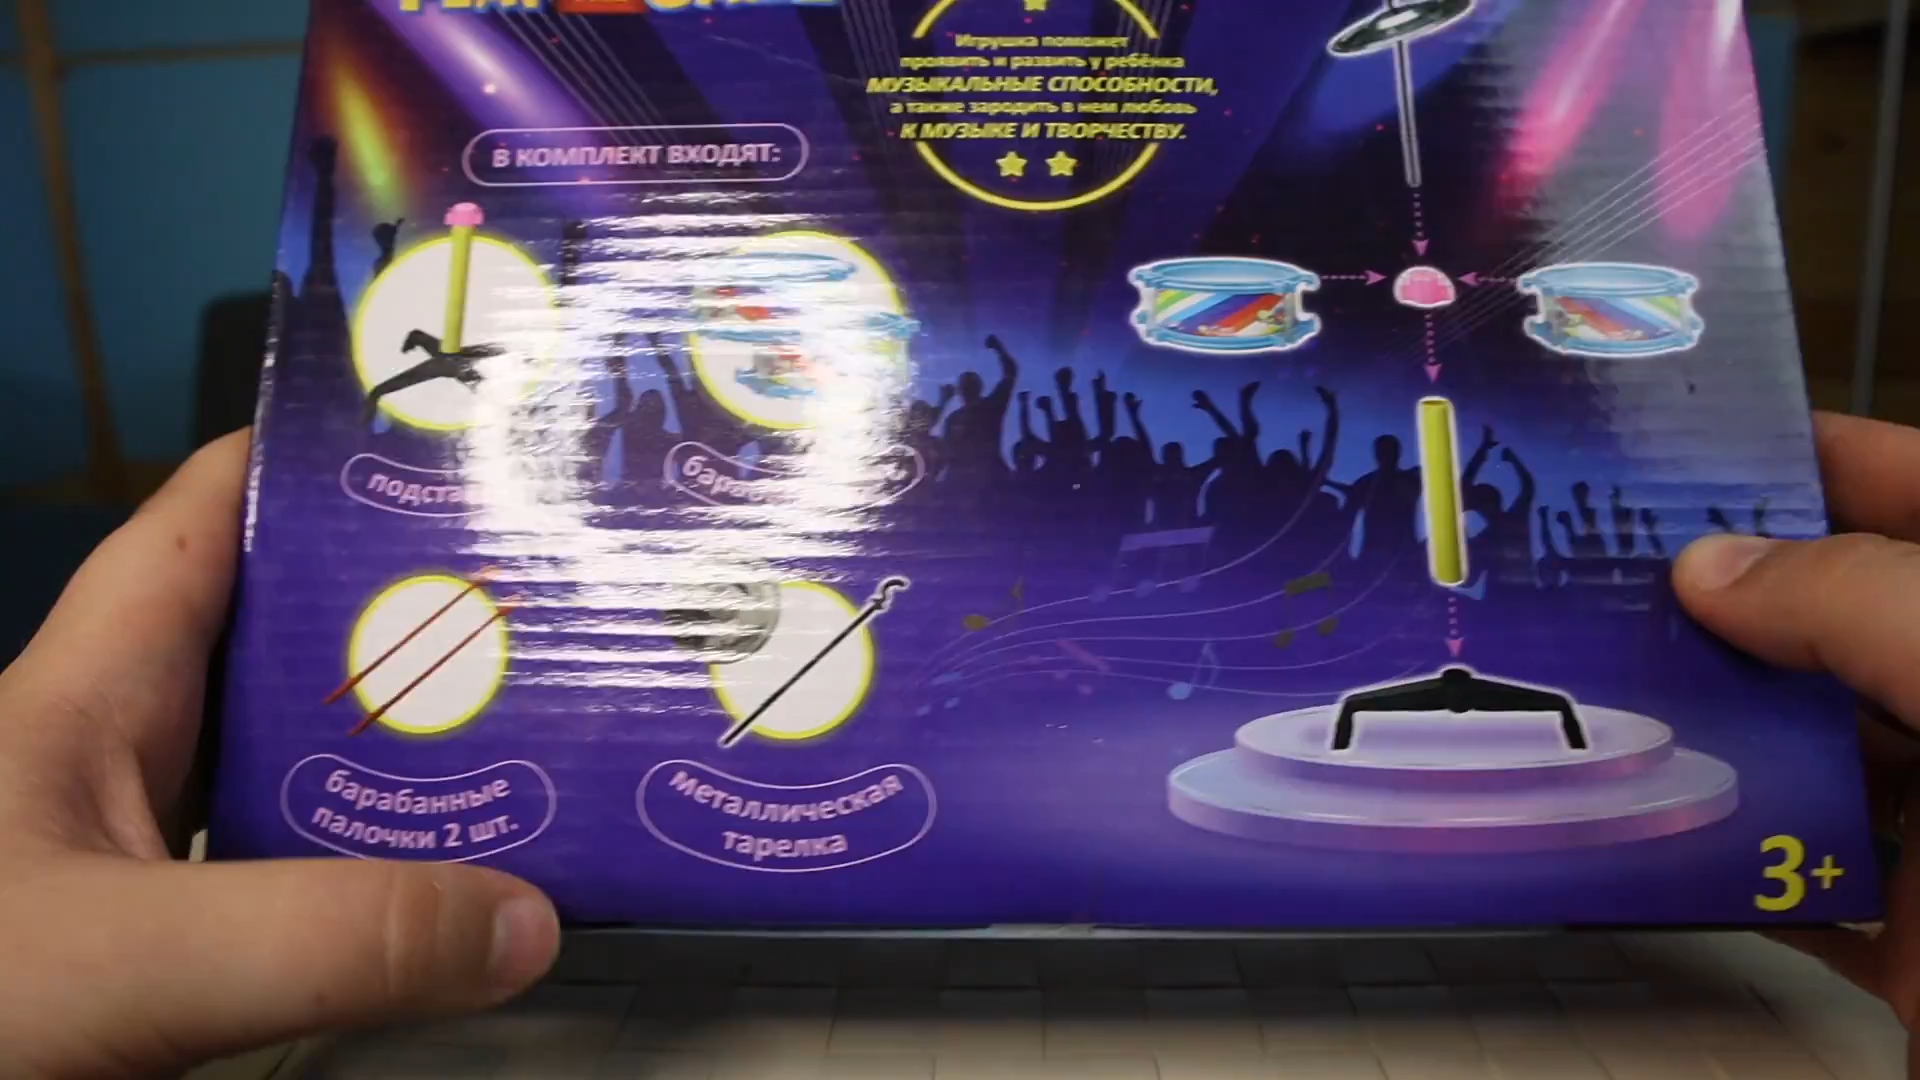 Игрушка поможет
проявить и развить у ребёнка
МУЗЫКАЛЬНЫЕ СПОСОБНОСТИ,
а также зародить в нем любовь
К МУЗЫКЕ И ТВОРЧЕСТВУ.
В КОМПЛЕКТ ВХОДЯТ:
барабанные
палочки 2 шт.
металлическая
тарелка
3+